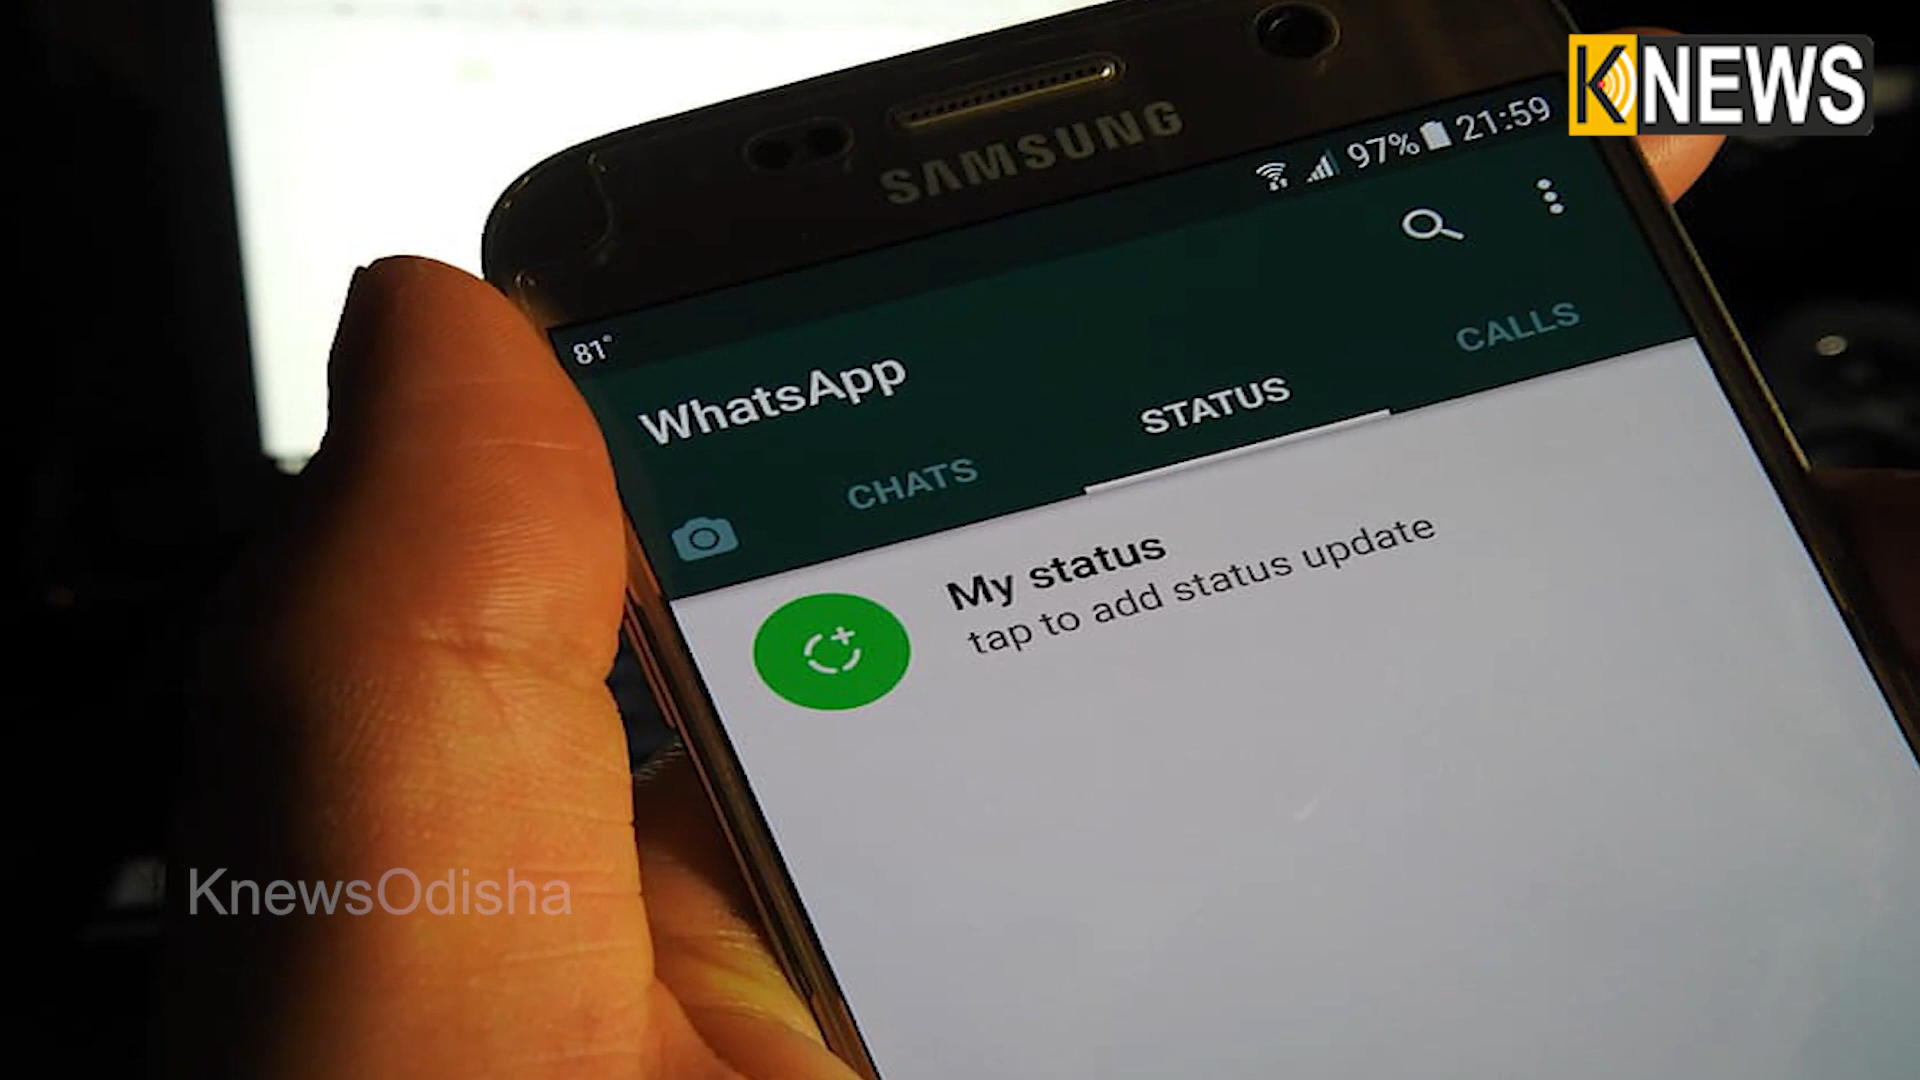 KNEWS
SAMSUNG
97% 21:59
81°
WhatsApp
CHATS
STATUS
CALLS
My status
tap to add status update
KnewsOdisha